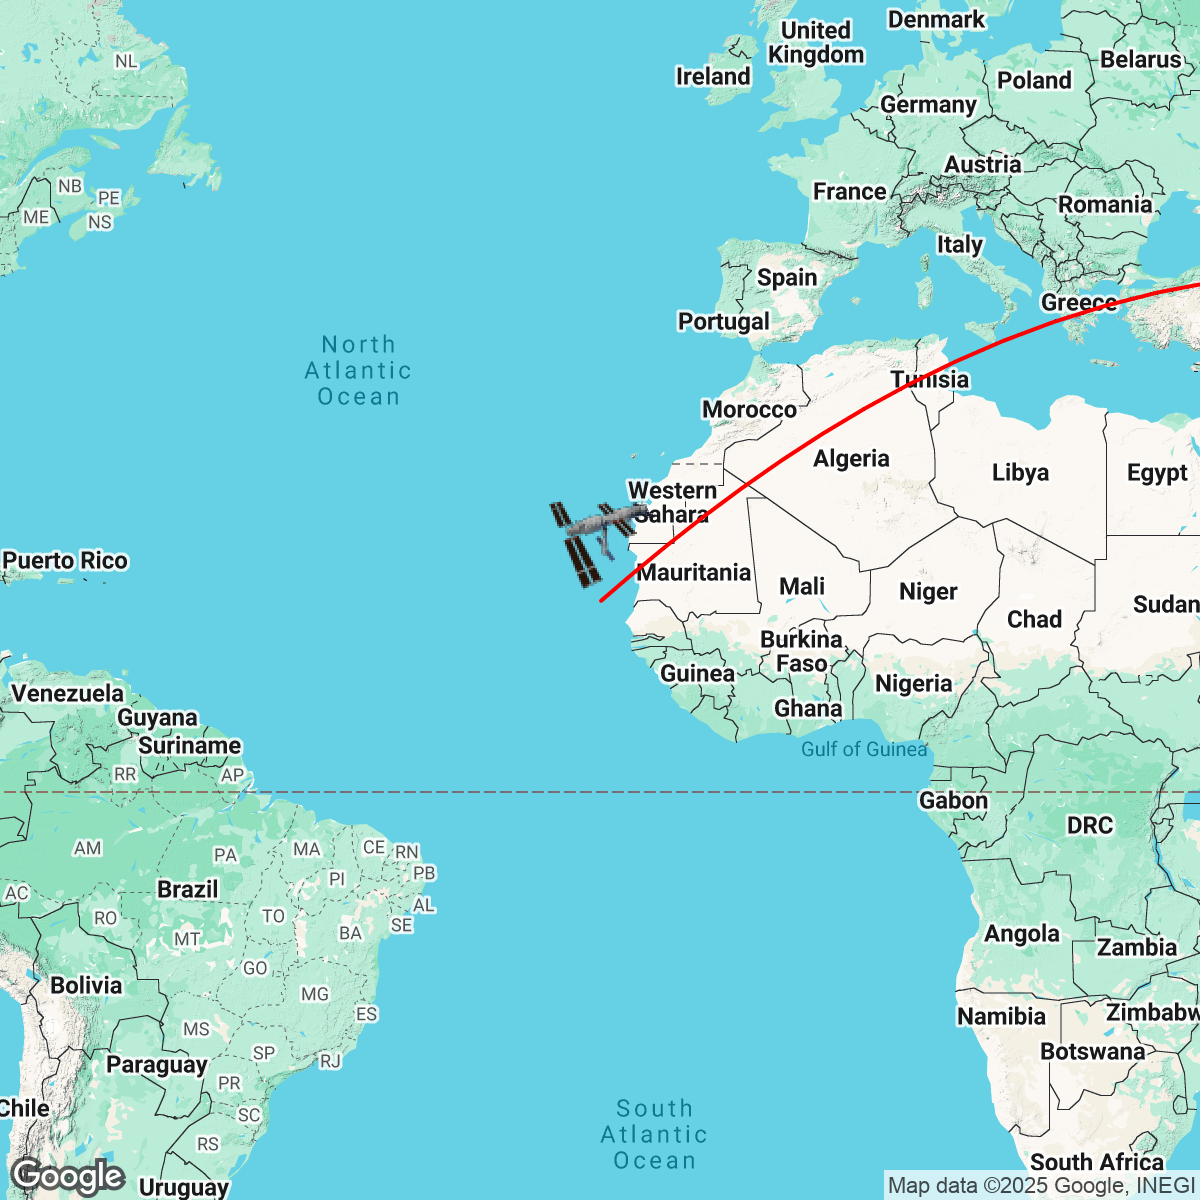 Denmark
United
Kingdom
Belarus
NL
Ireland
Poland
Germany
Austria
NB
PE
France
Romania
ME
NS
Italy
Spain
Greece
Portugal
North
Atlantic
Ocean
Tunisia
Morocco
Algeria
Libya
Egypt
Western
Sahara
Puerto Rico
Mauritania
Mali
Niger
Sudan
Chad
Burkina
Faso
Guinea
Nigeria
Venezuela
Ghana
Guyana
Suriname
Gulf of Guinea
RR
AP
Gabon
DRC
AM
PA
MA
CE
RN
PB
PI
AC
Brazil
AL
RO
TO
SE
BA
MT
Angola
Zambia
GO
Bolivia
MG
ES
Namibia
Zimbabw
MS
SP
RJ
Botswana
Paraguay
PR
Chile
SC
South
Atlantic
Ocean
RS
South Africa
Google
Uruguay
Map data ©2025 Google, INEGI